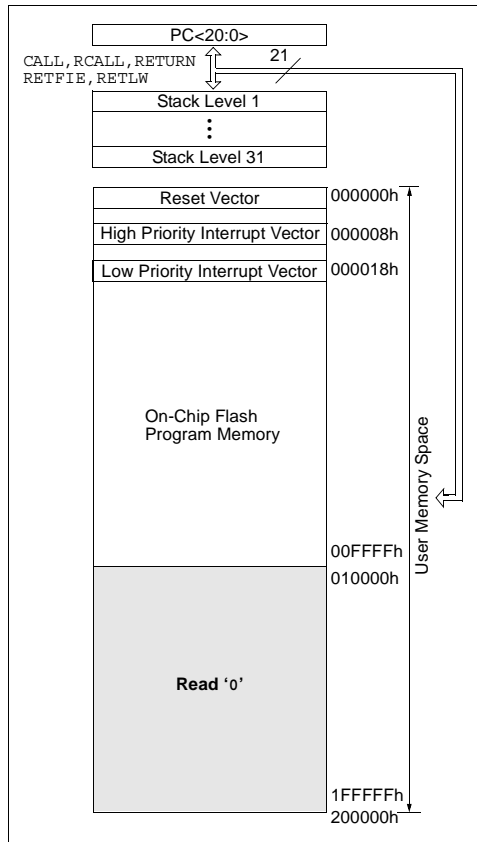 PC<20:0>
CALL,RCALL,RETURN
RETFIE,RETLW
21
Stack Level 1
Stack Level 31
Reset Vector
000000h
High Priority Interrupt Vector
000008h
Low Priority Interrupt Vector
000018h
On-Chip Flash
Program Memory
User Memory Space
00FFFFh
010000h
Read ‘0’
1FFFFFh
200000h